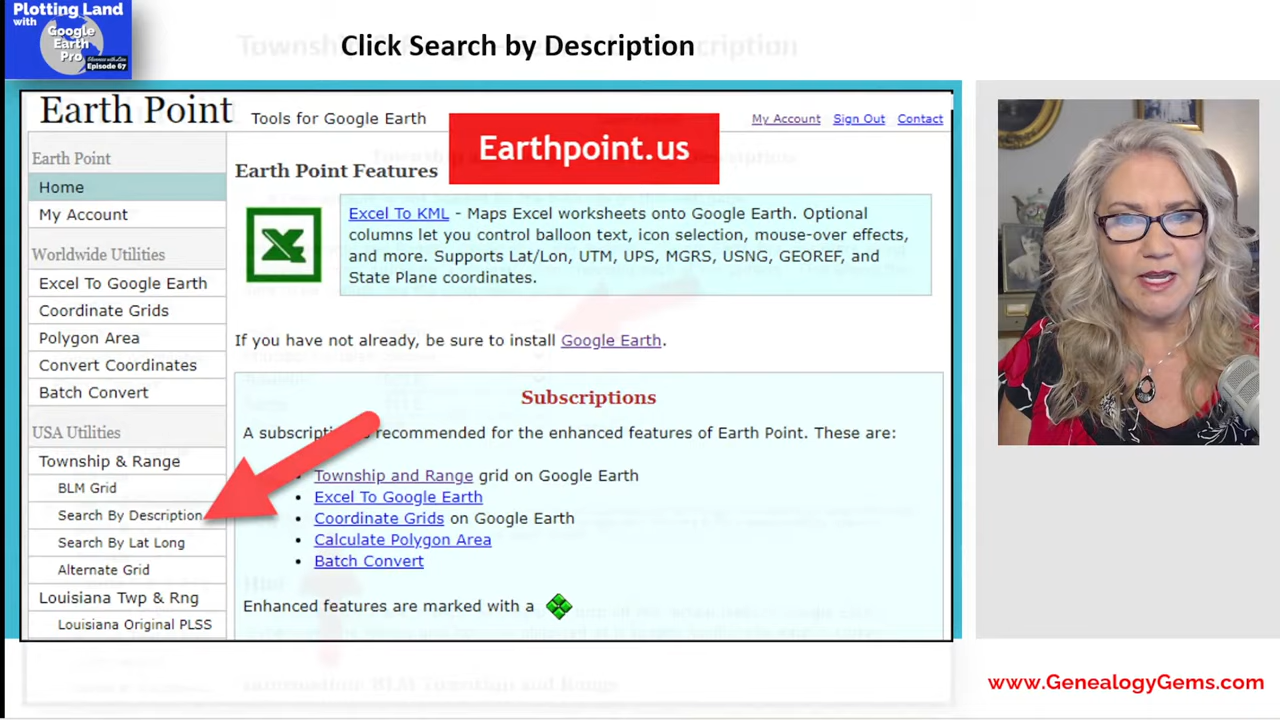 Plotting Land
with
Google
Earth
Pro
Episode 67
Click Search by Description
Earth Point
Tools for Google Earth
Earthpoint.us
My Account
Sign Out
Contact
Earth Point
Home
My Account
Worldwide Utilities
Excel To Google Earth
Coordinate Grids
Polygon Area
Convert Coordinates
Batch Convert
USA Utilities
Township & Range
BLM Grid
Search By Description
Search By Lat Long
Alternate Grid
Louisiana Twp & Rng
Louisiana Original PLSS
Earth Point Features
Excel To KML - Maps Excel worksheets onto Google Earth. Optional
columns let you control balloon text, icon selection, mouse-over effects,
and more. Supports Lat/Lon, UTM, UPS, MGRS, USNG, GEOREF, and
State Plane coordinates.
If you have not already, be sure to install Google Earth.
Subscriptions
A subscripti recommended for the enhanced features of Earth Point. These are:
Township and Range grid on Google Earth
Excel To Google Earth
Coordinate Grids on Google Earth
Calculate Polygon Area
Batch Convert
Enhanced features are marked with a
www.GenealogyGems.com